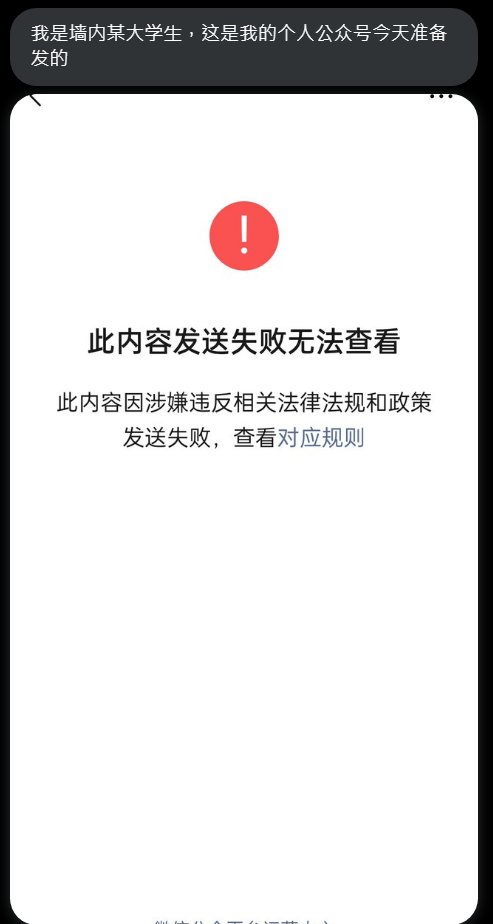 我是墙内某大学生，这是我的个人公众号今天准备
发的
此内容发送失败无法查看
此内容因涉嫌违反相关法律法规和政策
发送失败，查看对应规则